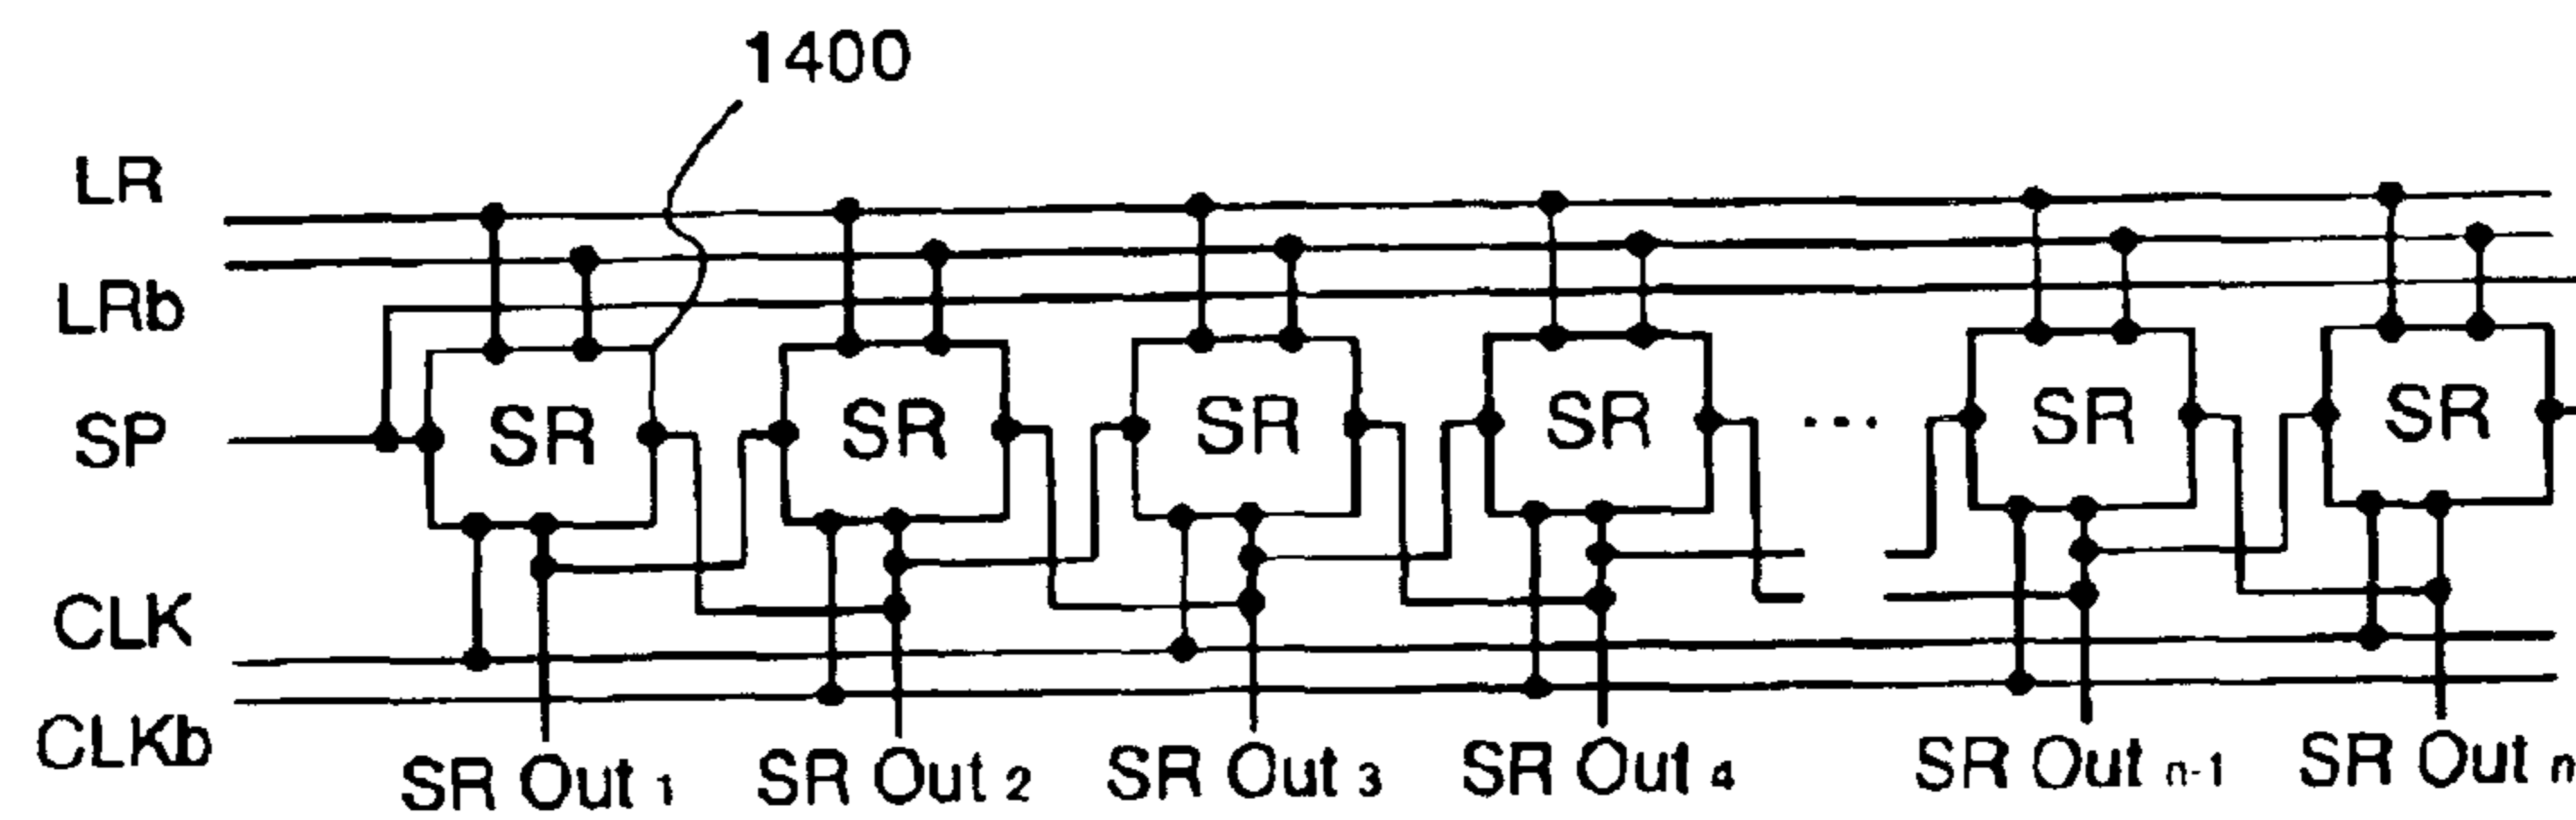 1400
LR
LRb
SP
SR SR SR SR ... SR SR
CLK
CLKb
SR Out 1 SR Out 2 SR Out 3 SR Out 4 SR Out n-1 SR Out n